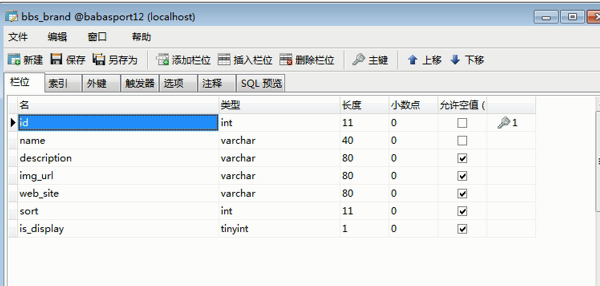 bbs_brand @babasport12 (localhost)
文件 编辑 窗口 帮助
新建 保存 另存为 添加栏位 插入栏位 删除栏位 主键 上移 下移
栏位 索引 外键 触发器 选项 注释 SQL 预览
名 类型 长度 小数点 允许空值 (
id int 11 0 1
name varchar 40 0
description varchar 80 0
img_url varchar 80 0
web_site varchar 80 0
sort int 11 0
is_display tinyint 1 0